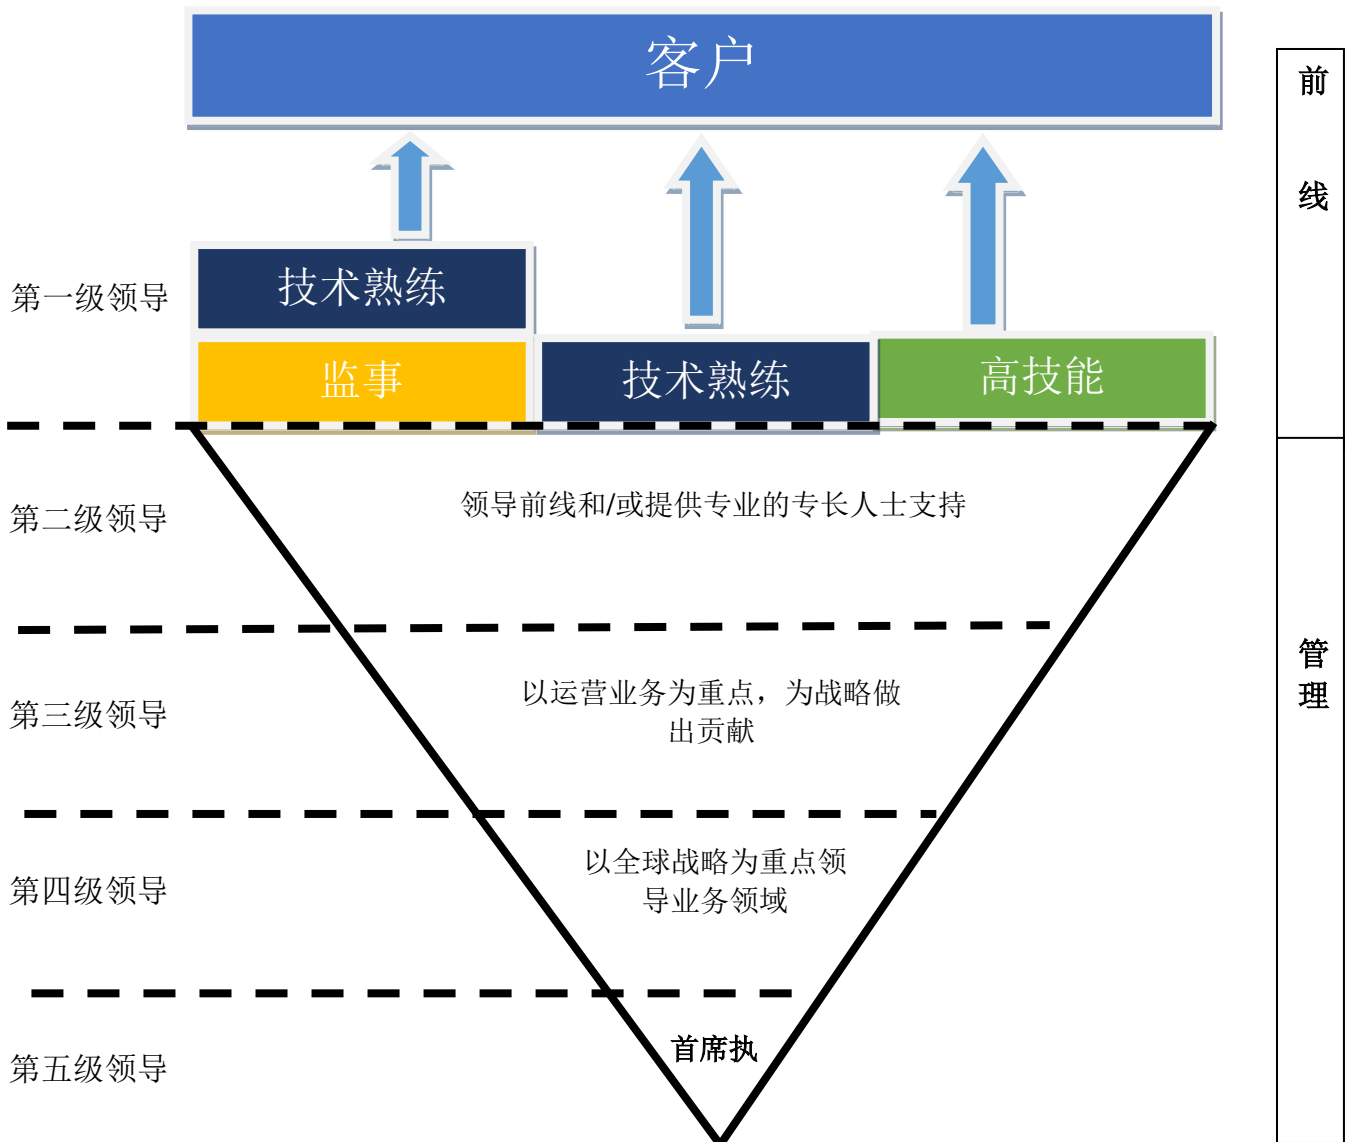 客户
前
线
第一级领导
技术熟练
监事
技术熟练
高技能
第二级领导
领导前线和/或提供专业的专长人士支持
管
理
第三级领导
以运营业务为重点，为战略做
出贡献
第四级领导
以全球战略为重点领
导业务领域
第五级领导
首席执